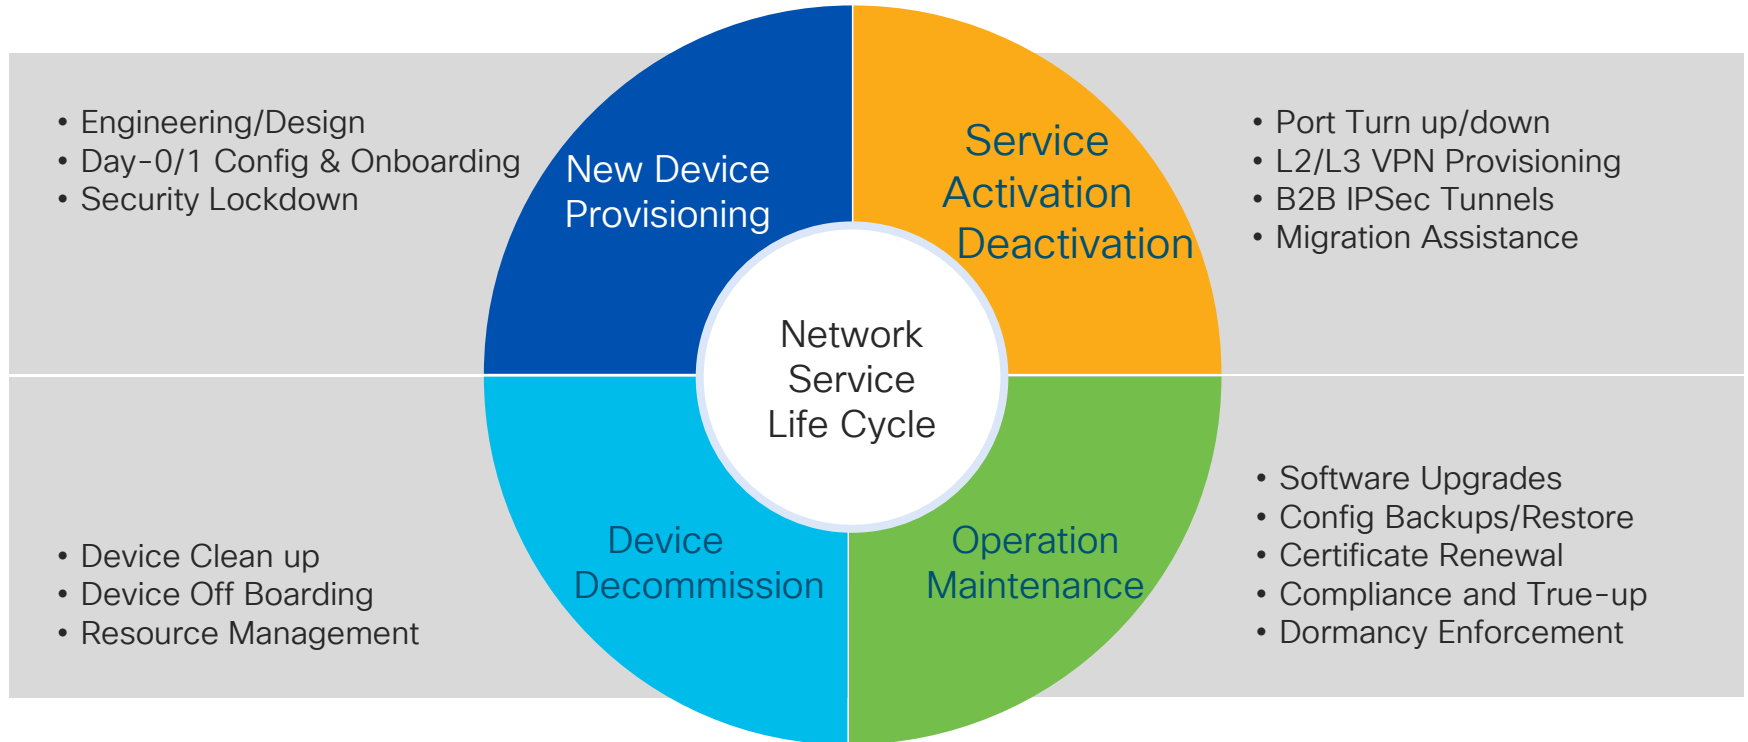 • Engineering/Design
• Day-0/1 Config & Onboarding
• Security Lockdown
New Device
Provisioning
Service
Activation
Deactivation
• Port Turn up/down
• L2/L3 VPN Provisioning
• B2B IPSec Tunnels
• Migration Assistance
Network
Service
Life Cycle
• Device Clean up
• Device Off Boarding
• Resource Management
Device
Decommission
Operation
Maintenance
• Software Upgrades
• Config Backups/Restore
• Certificate Renewal
• Compliance and True-up
• Dormancy Enforcement